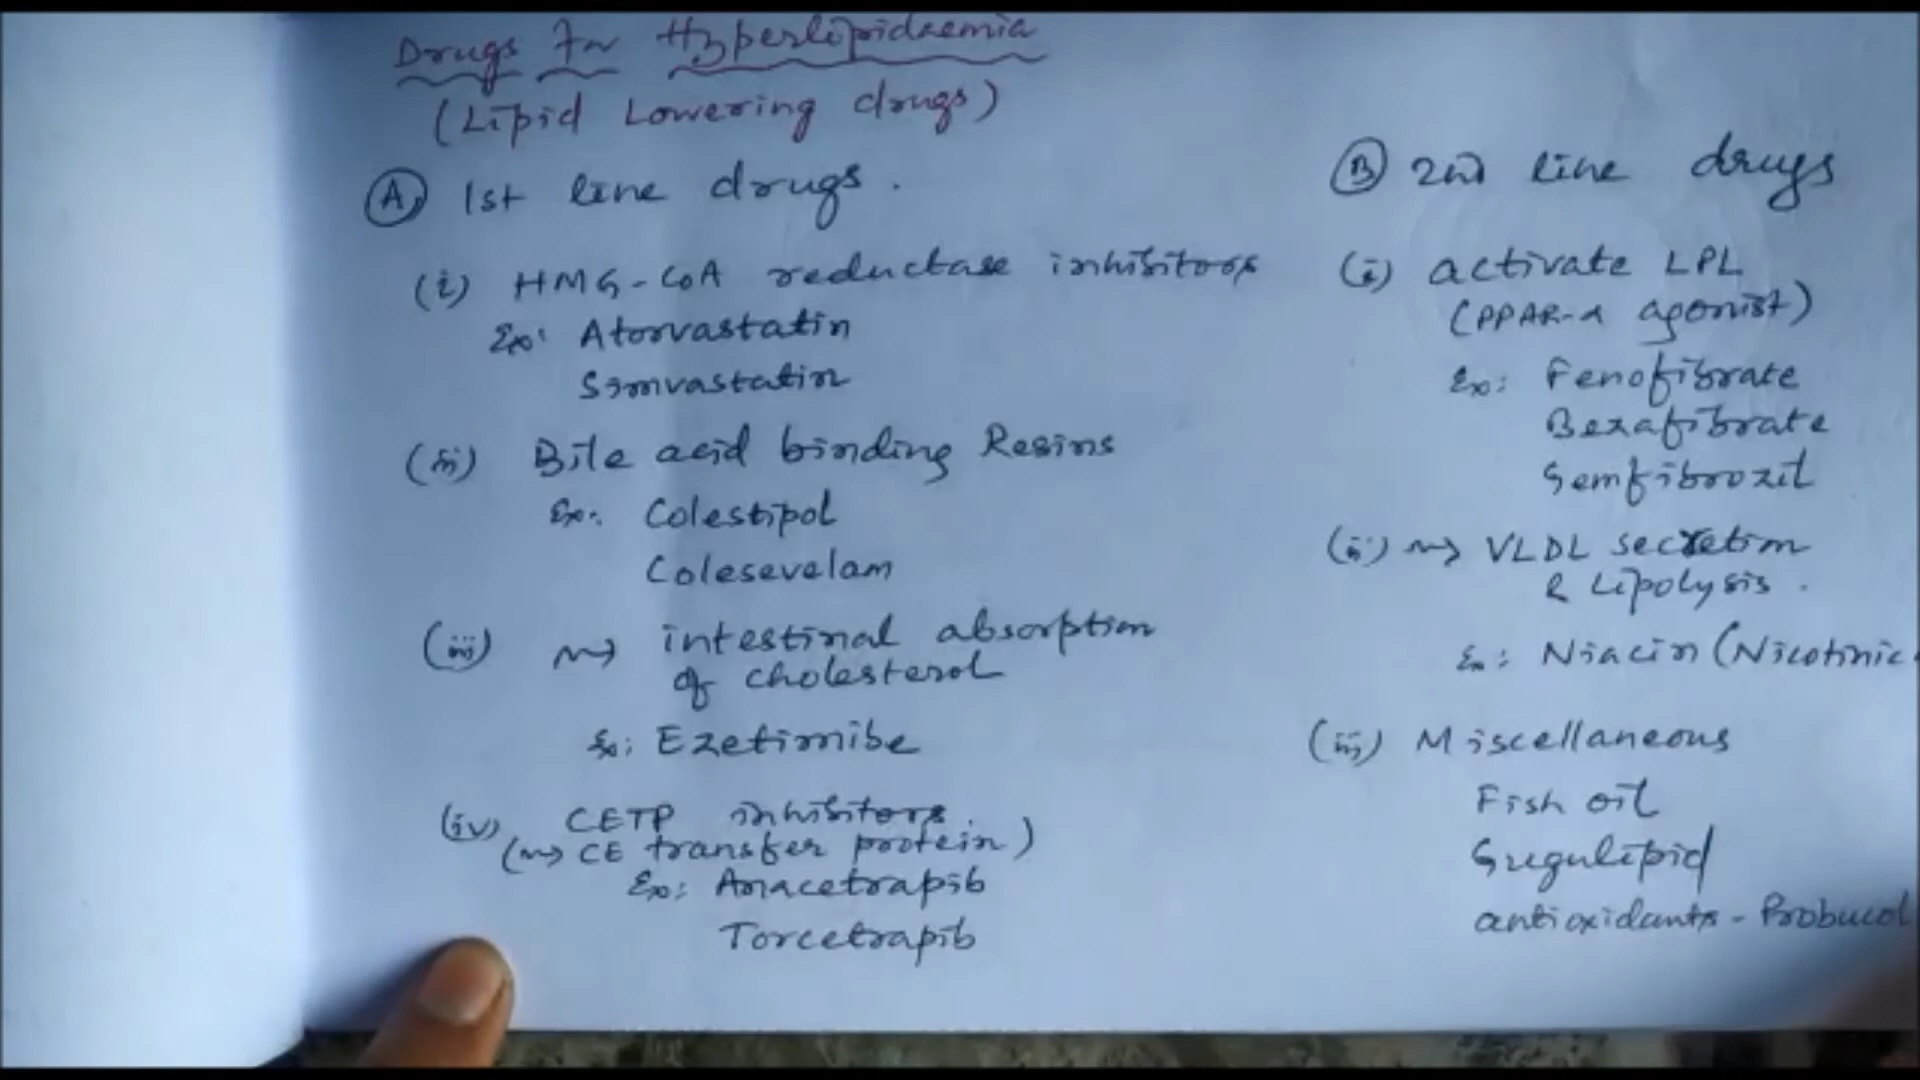 Drugs For Hyperlipidaemia
(Lipid Lowering drugs)
(A) 1st line drugs.
(i) HMG-CoA reductase inhibitors
Ex: Atorvastatin
Simvastatin
(ii) Bile acid binding Resins
Ex: Colestipol
Colesevelam
(iii) ⇝ intestinal absorption
of cholesterol
Ex: Ezetimibe
(iv) CETP inhibitors.
(⇝ CE transfer protein)
Ex: Anacetrapib
Torcetrapib
(B) 2nd line drugs
(i) activate LPL
(PPAR-α agonist)
Ex: Fenofibrate
Bezafibrate
Gemfibrozil
(ii) ⇝ VLDL secretion
& Lipolysis.
Ex: Niacin (Nicotinic
(iii) Miscellaneous
Fish oil
Gugulipid
antioxidants - Probucol